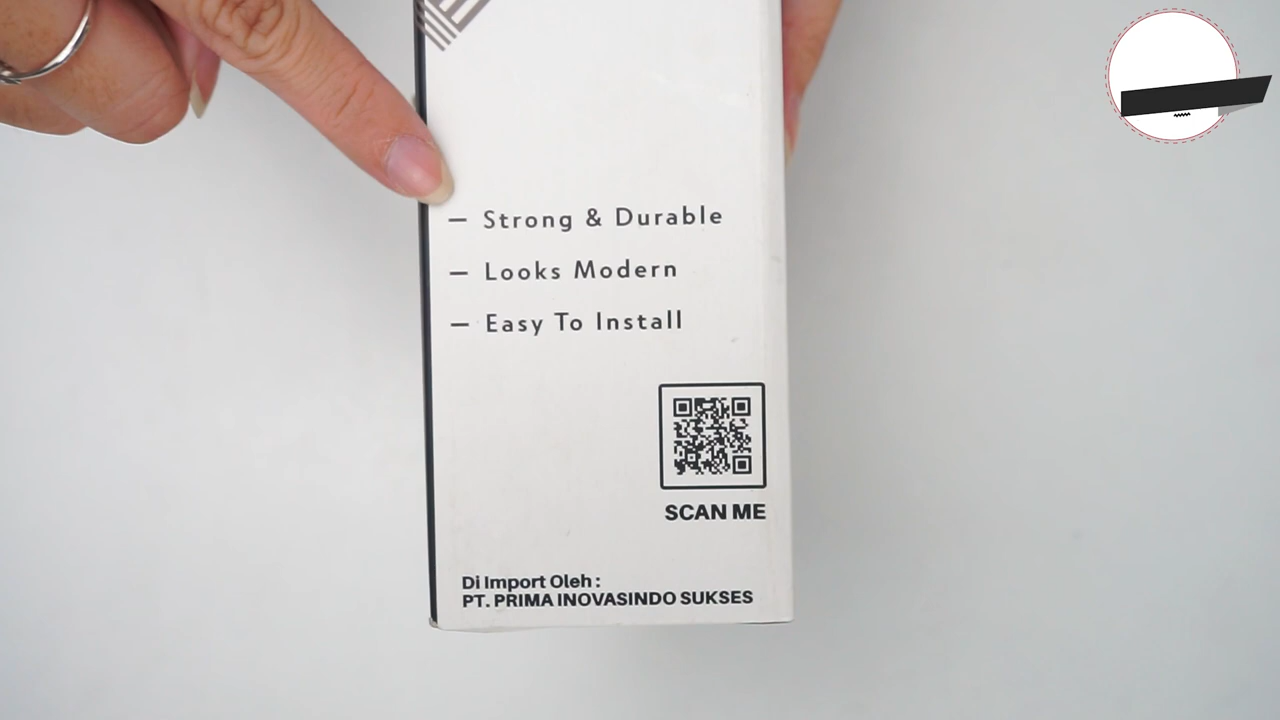 — Strong & Durable
— Looks Modern
— Easy To Install
SCAN ME
Di Import Oleh :
PT. PRIMA INOVASINDO SUKSES